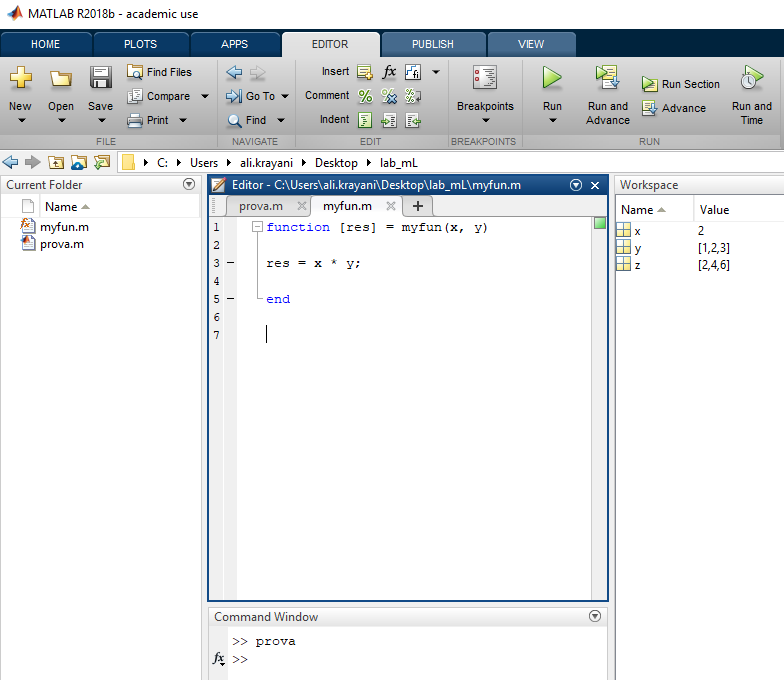 MATLAB R2018b - academic use
HOME PLOTS APPS EDITOR PUBLISH VIEW
New Open Save Find Files Compare Print
FILE
Go To Find
NAVIGATE
Insert fx fi
Comment % % %
Indent
EDIT
Breakpoints
BREAKPOINTS
Run Run and Advance Run Section Advance Run and Time
RUN
C: Users ali.krayani Desktop lab_mL
Current Folder
Name
myfun.m
prova.m
Editor - C:\Users\ali.krayani\Desktop\lab_mL\myfun.m
prova.m myfun.m +
1 function [res] = myfun(x, y)
2
3 — res = x * y;
4
5 — end
6
7
Command Window
>> prova
fx >>
Workspace
Name Value
x 2
y [1,2,3]
z [2,4,6]